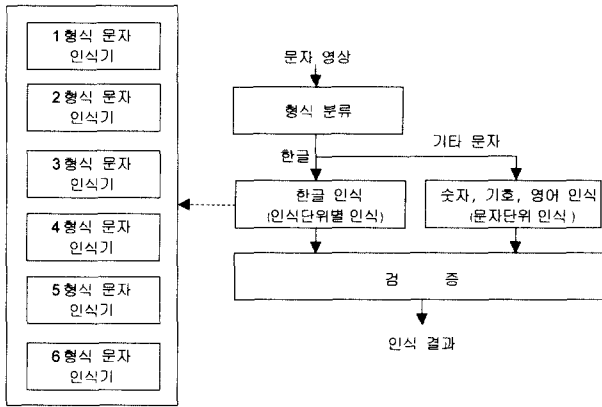 1형식 문자
인식기
2형식 문자
인식기
3형식 문자
인식기
4형식 문자
인식기
5형식 문자
인식기
6형식 문자
인식기
문자 영상
형식 분류
한글
기타 문자
한글 인식
(인식단위별 인식)
숫자, 기호, 영어 인식
(문자단위 인식)
검 증
인식 결과